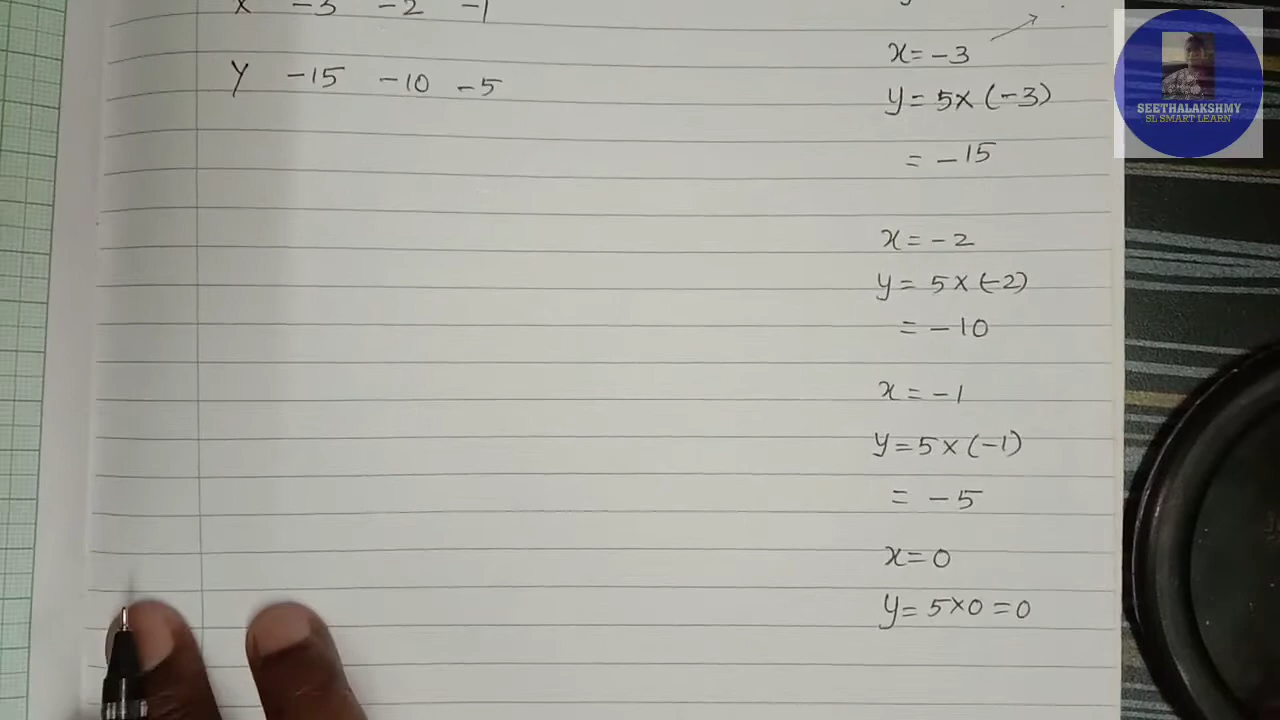 x -3 -2 -1
y -15 -10 -5
x = -3
y = 5 x (-3)
= -15
x = -2
y = 5 x (-2)
= -10
x = -1
y = 5 x (-1)
= -5
x = 0
y = 5 x 0 = 0
SEETHALAKSHMY
SL SMART LEARN